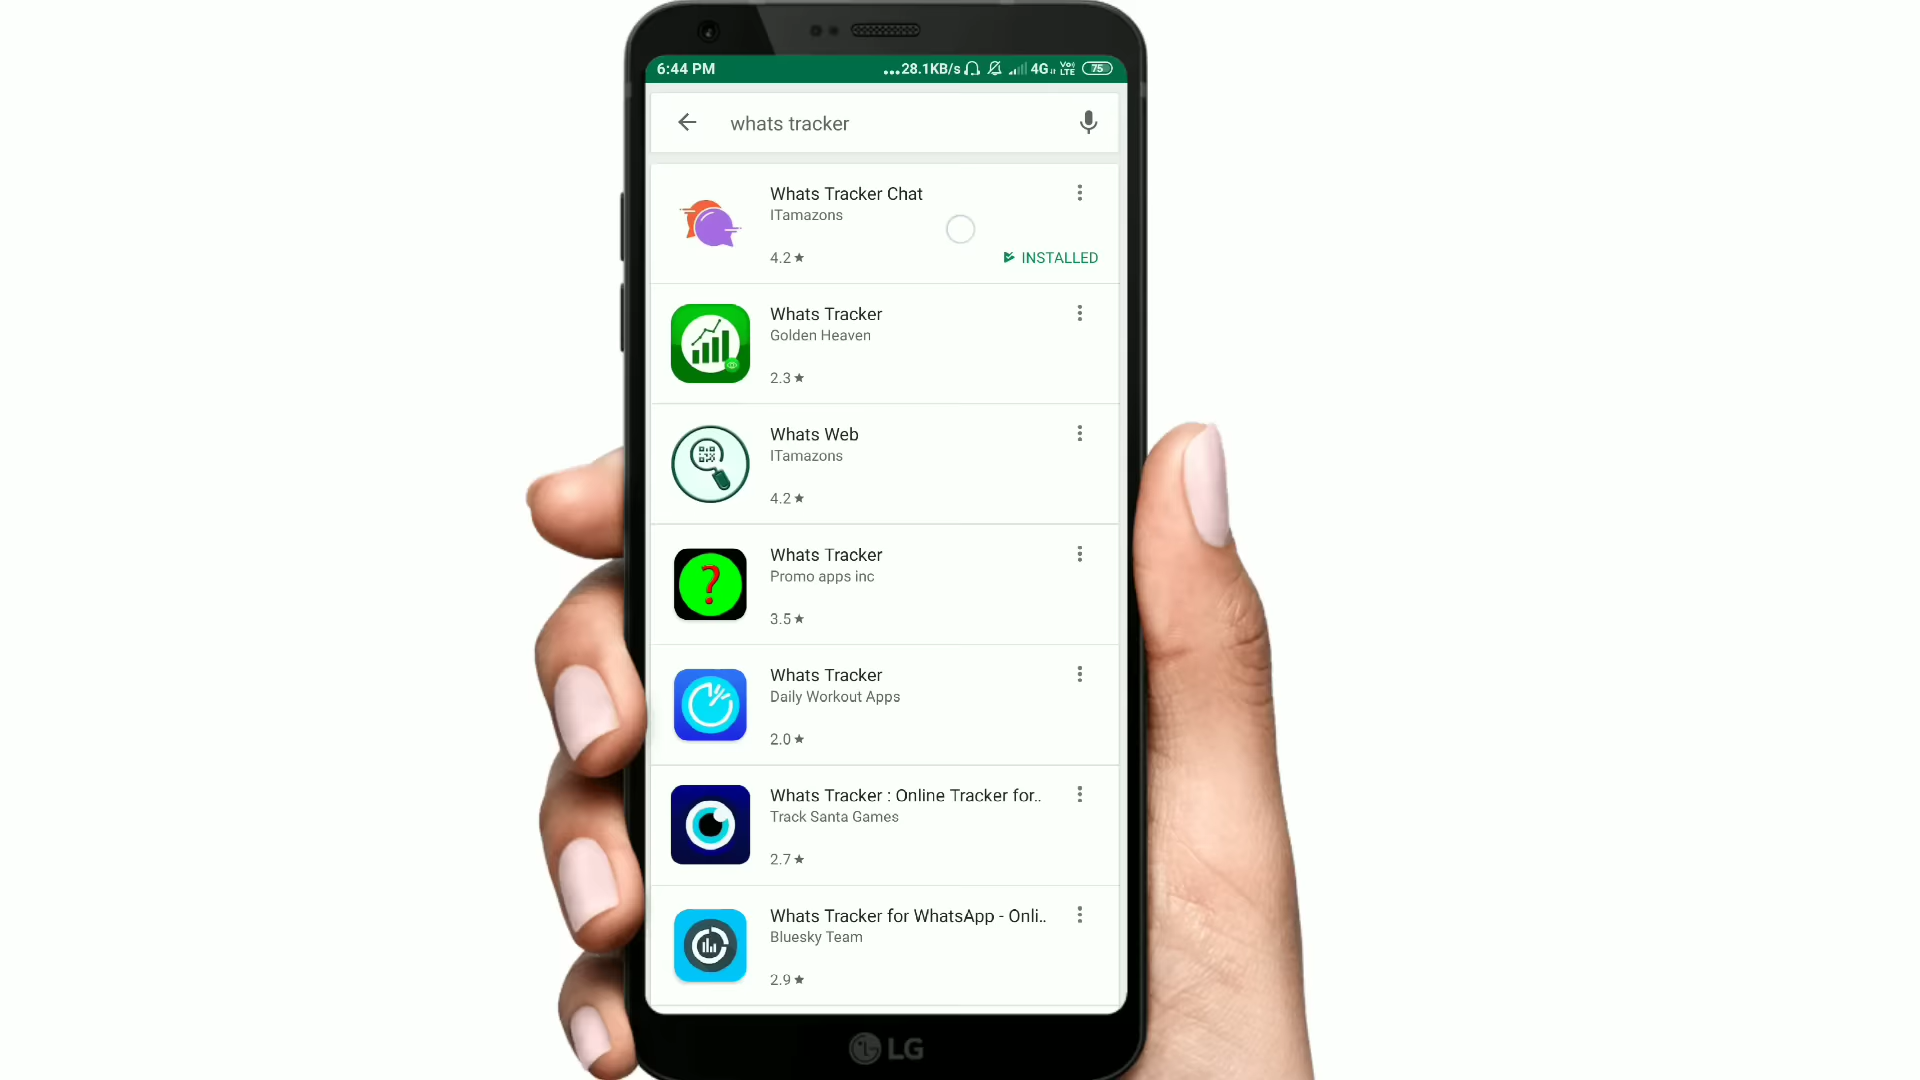 6:44 PM
...28.1KB/s 4G Vo) LTE 75
whats tracker
Whats Tracker Chat
ITamazons
4.2★
INSTALLED
Whats Tracker
Golden Heaven
2.3★
Whats Web
ITamazons
4.2★
?
Whats Tracker
Promo apps inc
3.5★
Whats Tracker
Daily Workout Apps
2.0★
Whats Tracker : Online Tracker for..
Track Santa Games
2.7★
Whats Tracker for WhatsApp - Onli..
Bluesky Team
2.9★
LG